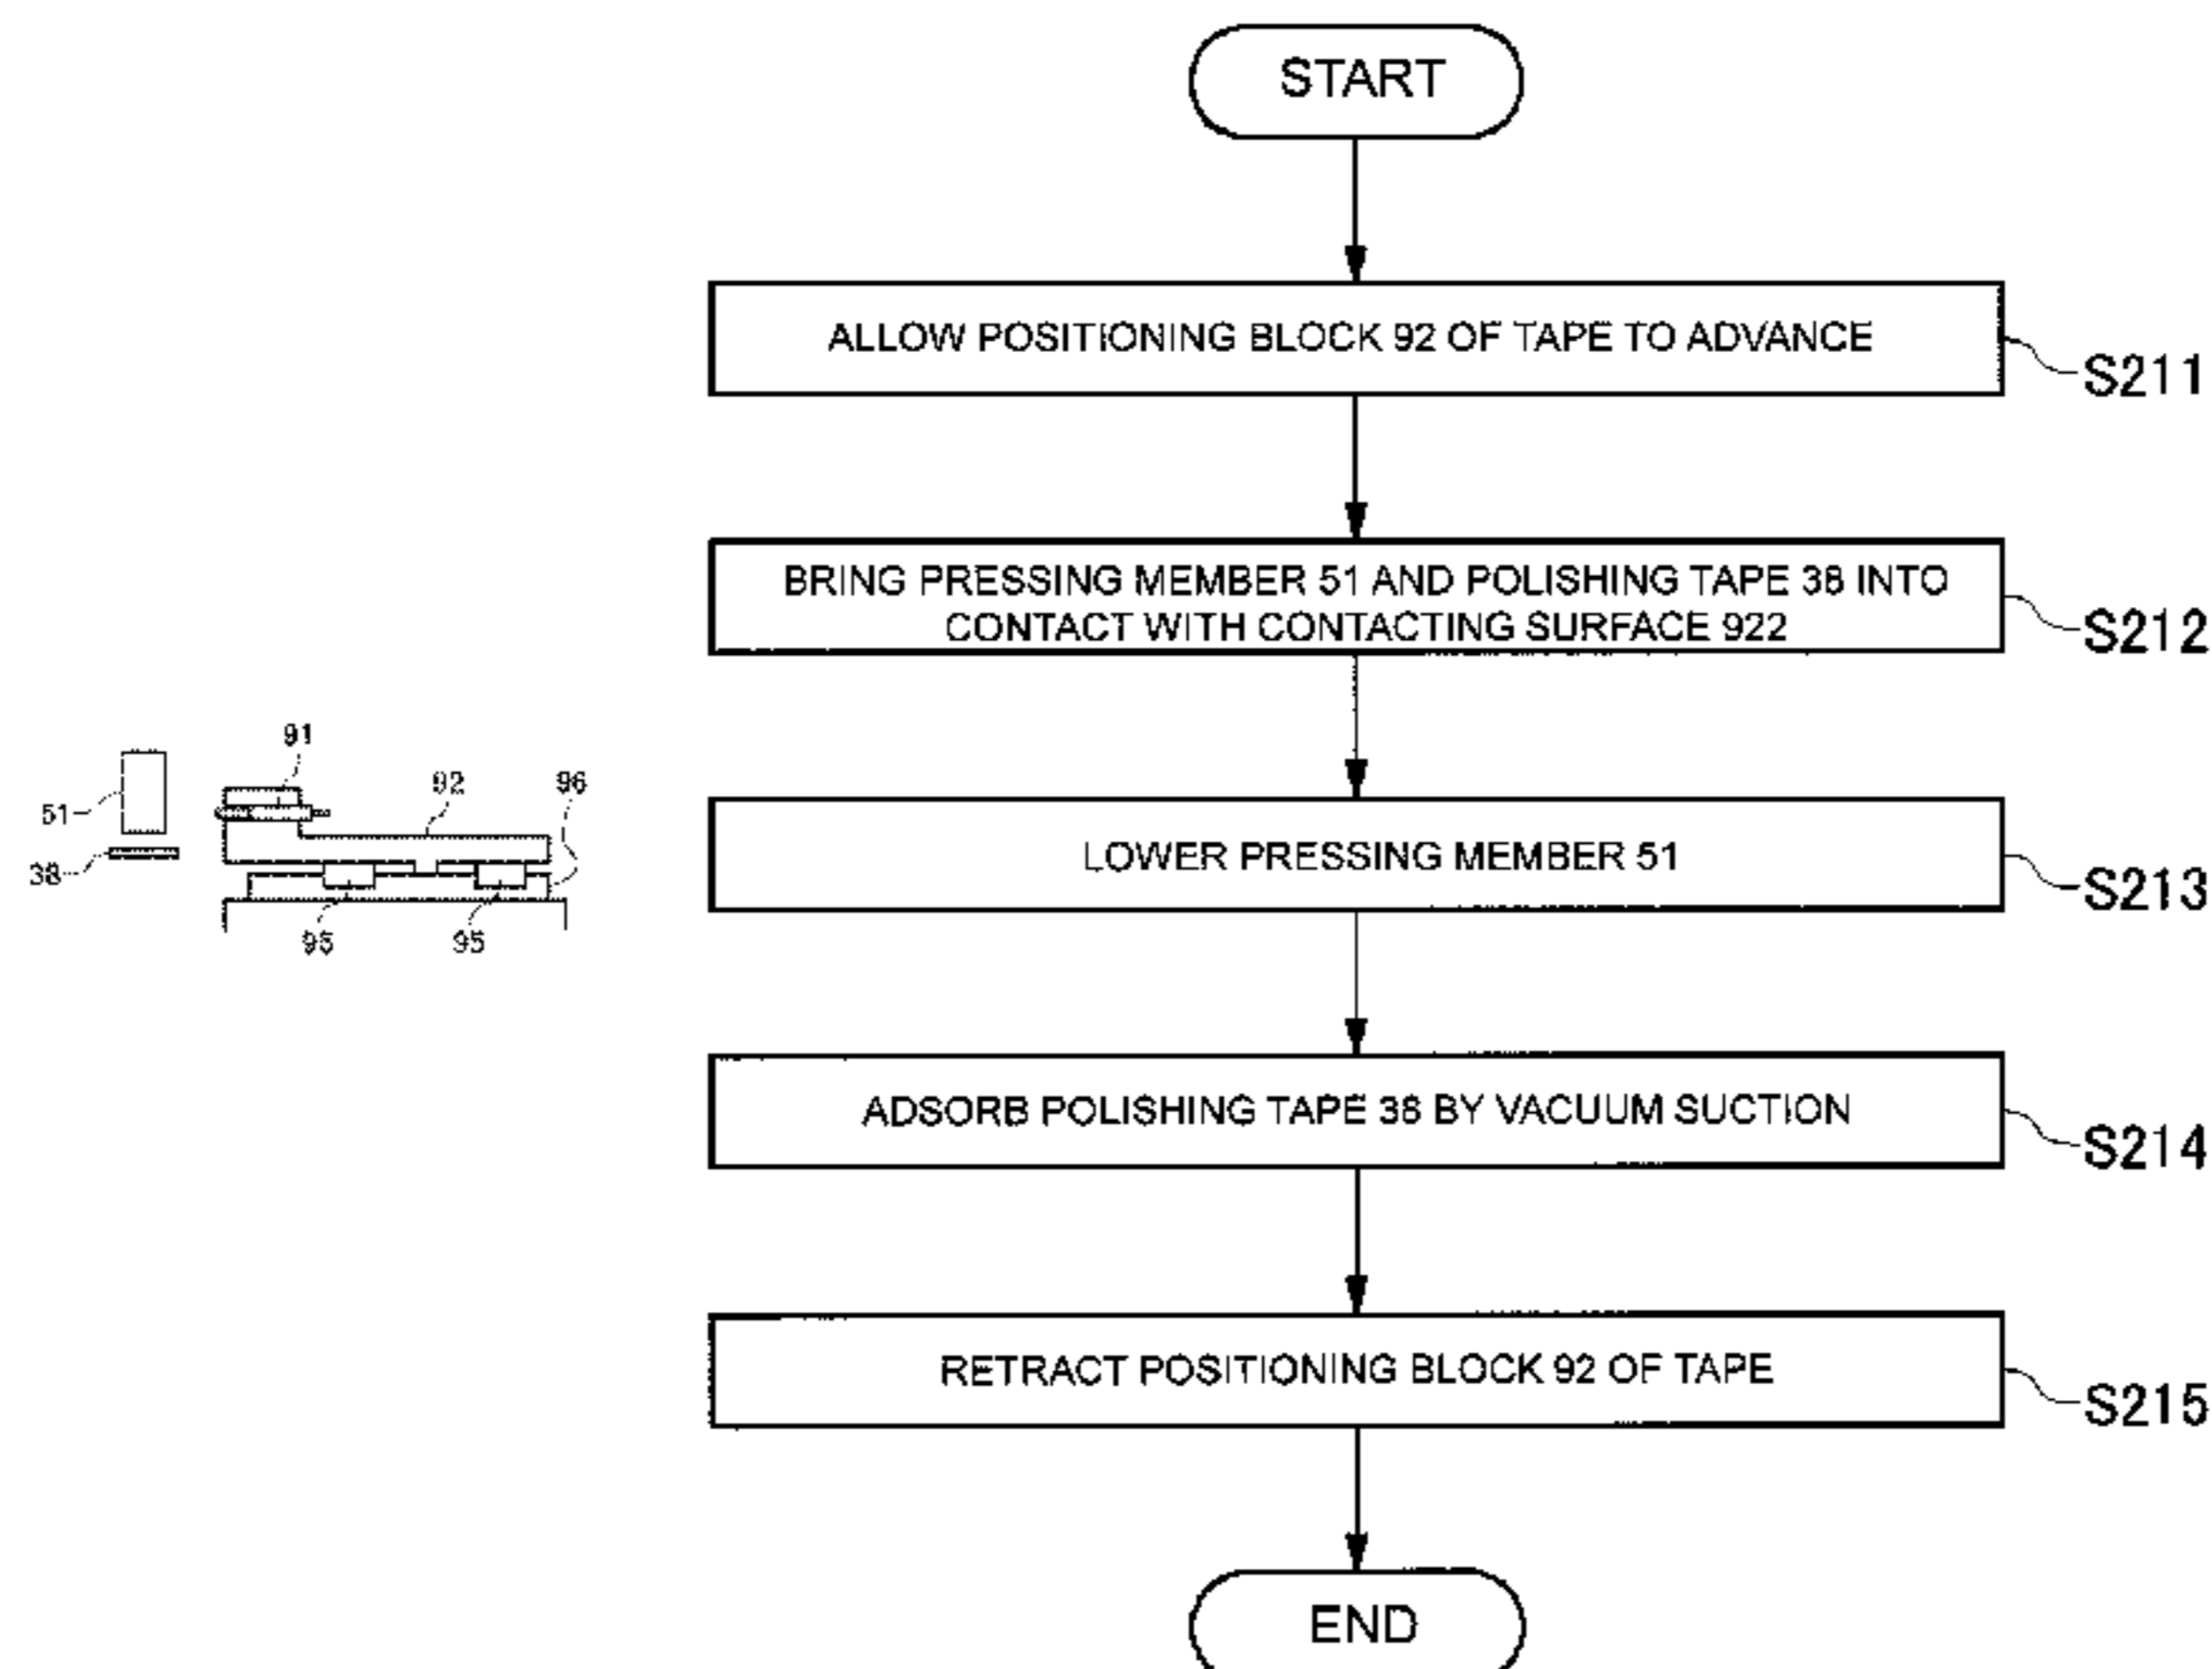 START
ALLOW POSITIONING BLOCK 92 OF TAPE TO ADVANCE
S211
BRING PRESSING MEMBER 51 AND POLISHING TAPE 38 INTO
CONTACT WITH CONTACTING SURFACE 922
S212
91
92
96
51
38
95
95
LOWER PRESSING MEMBER 51
S213
ADSORB POLISHING TAPE 38 BY VACUUM SUCTION
S214
RETRACT POSITIONING BLOCK 92 OF TAPE
S215
END